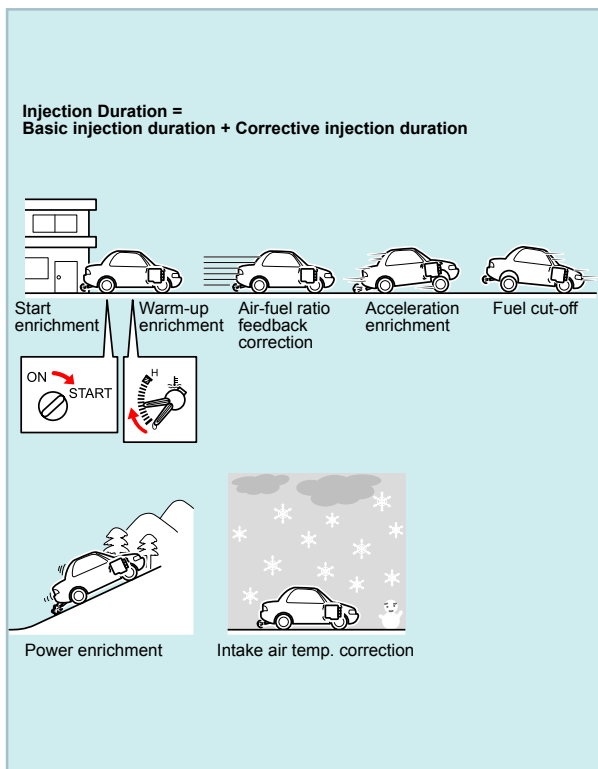 Injection Duration =
Basic injection duration + Corrective injection duration
Start
enrichment
Warm-up
enrichment
Air-fuel ratio
feedback
correction
Acceleration
enrichment
Fuel cut-off
ON
START
H
C
Power enrichment
Intake air temp. correction